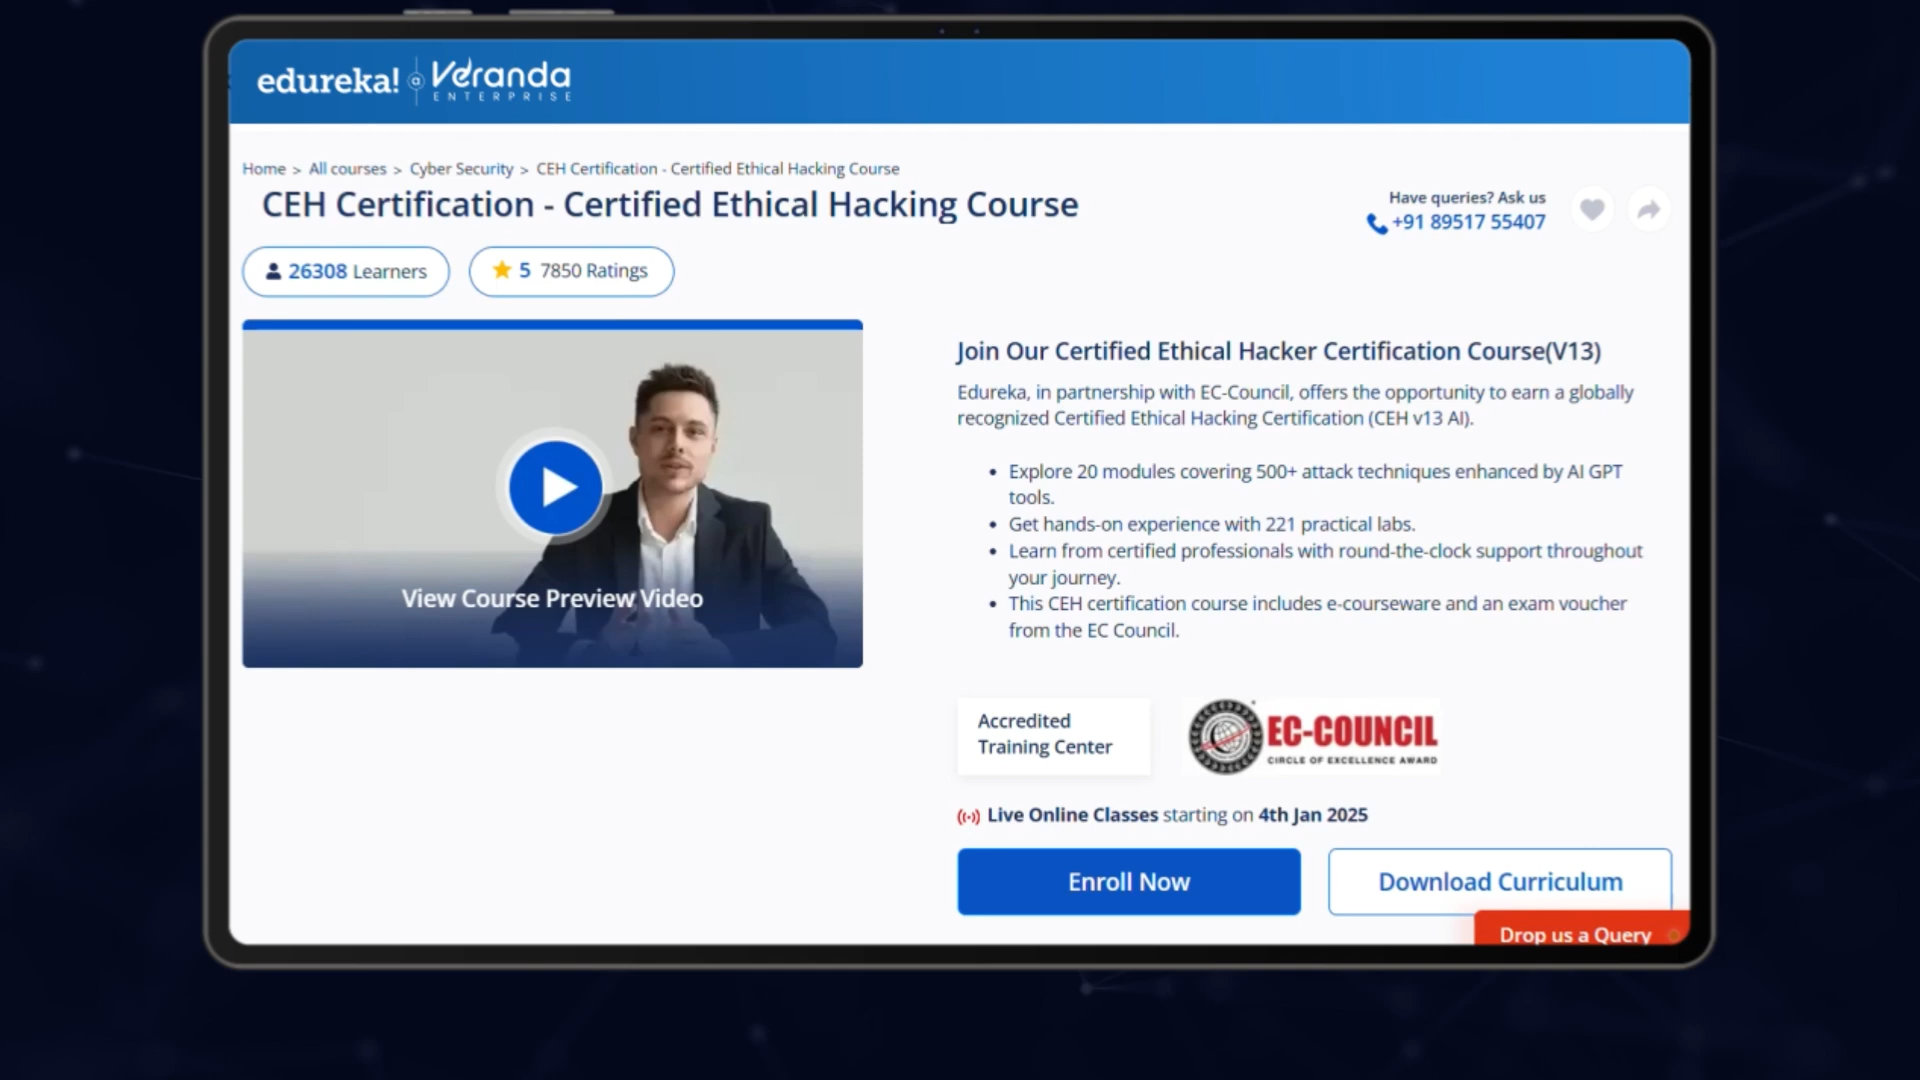 edureka! a Veranda
ENTERPRISE
Home > All courses > Cyber Security > CEH Certification - Certified Ethical Hacking Course
CEH Certification - Certified Ethical Hacking Course
Have queries? Ask us
+91 89517 55407
26308 Learners
5 7850 Ratings
View Course Preview Video
Join Our Certified Ethical Hacker Certification Course(V13)
Edureka, in partnership with EC-Council, offers the opportunity to earn a globally
recognized Certified Ethical Hacking Certification (CEH v13 AI).
• Explore 20 modules covering 500+ attack techniques enhanced by AI GPT
tools.
• Get hands-on experience with 221 practical labs.
• Learn from certified professionals with round-the-clock support throughout
your journey.
• This CEH certification course includes e-courseware and an exam voucher
from the EC Council.
Accredited
Training Center
EC-COUNCIL
CIRCLE OF EXCELLENCE AWARD
Live Online Classes starting on 4th Jan 2025
Enroll Now
Download Curriculum
Drop us a Query